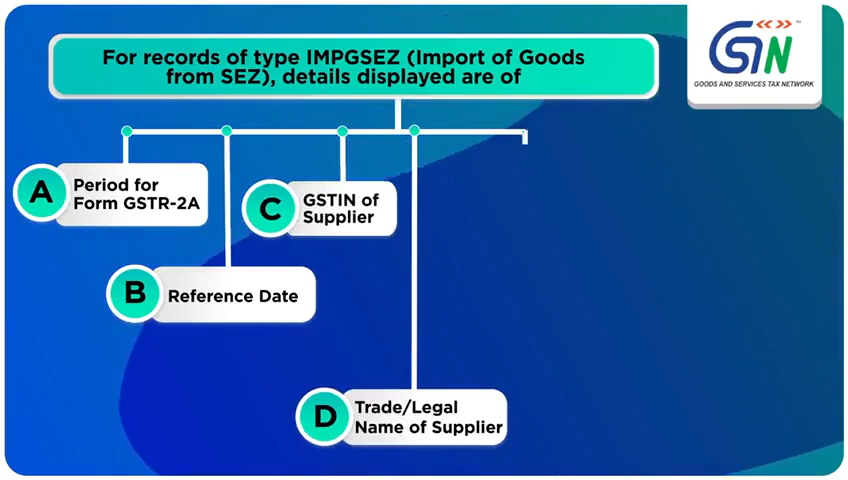 For records of type IMPGSEZ (Import of Goods
from SEZ), details displayed are of
GSTN
GOODS AND SERVICES TAX NETWORK
A
Period for
Form GSTR-2A
C
GSTIN of
Supplier
B
Reference Date
D
Trade/Legal
Name of Supplier